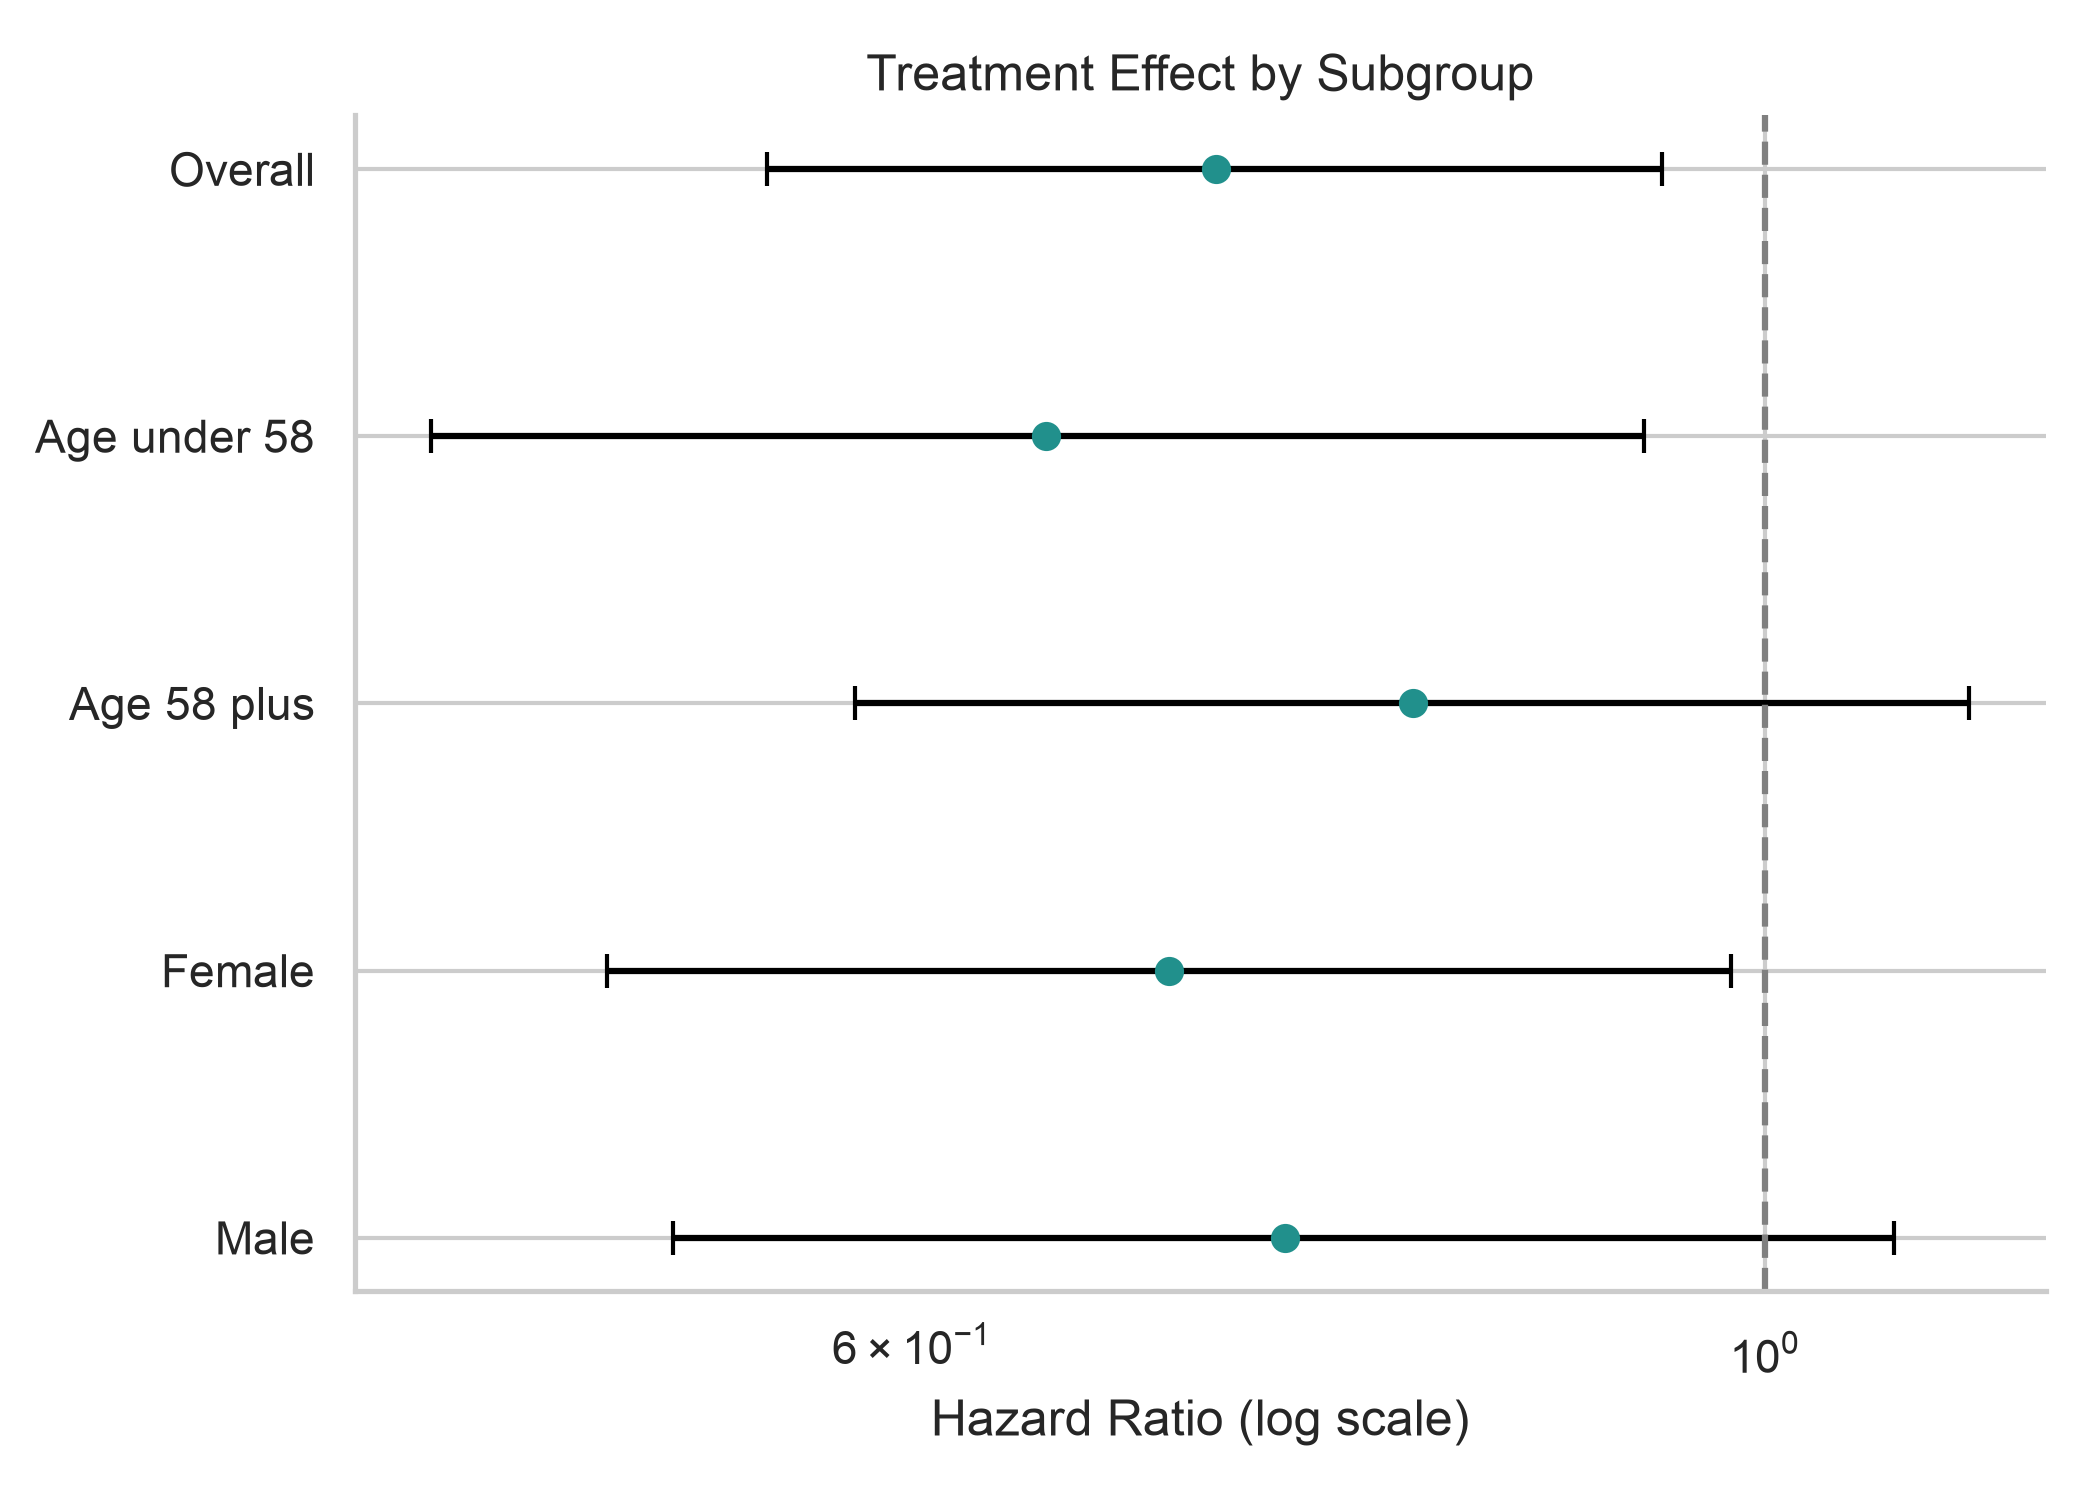 Treatment Effect by Subgroup
Overall
Age under 58
Age 58 plus
Female
Male
6 × 10⁻¹
10⁰
Hazard Ratio (log scale)